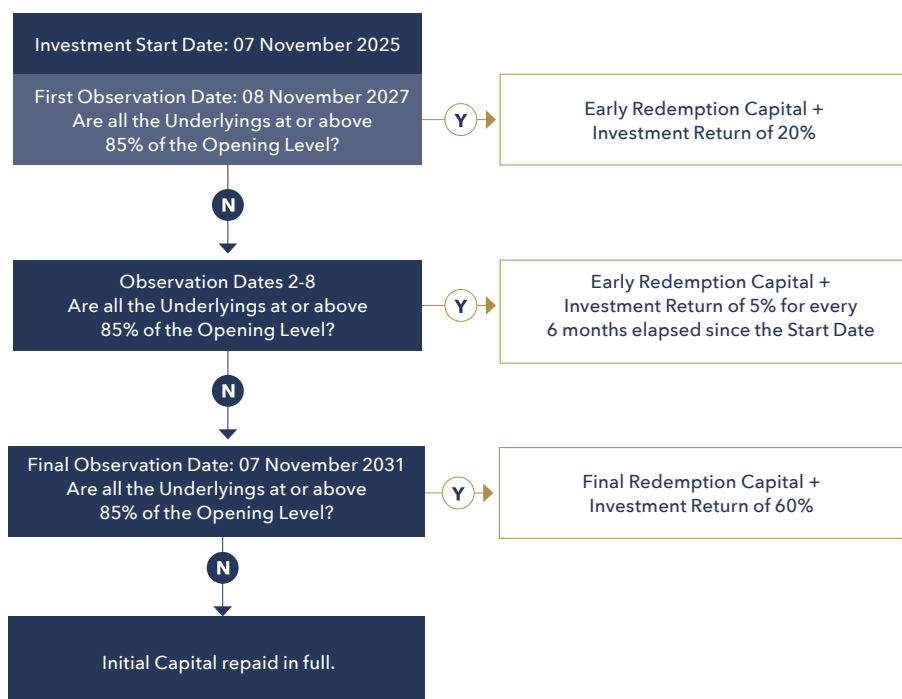 Investment Start Date: 07 November 2025
First Observation Date: 08 November 2027
Are all the Underlyings at or above
85% of the Opening Level?
Y
Early Redemption Capital +
Investment Return of 20%
N
Observation Dates 2-8
Are all the Underlyings at or above
85% of the Opening Level?
Y
Early Redemption Capital +
Investment Return of 5% for every
6 months elapsed since the Start Date
N
Final Observation Date: 07 November 2031
Are all the Underlyings at or above
85% of the Opening Level?
Y
Final Redemption Capital +
Investment Return of 60%
N
Initial Capital repaid in full.